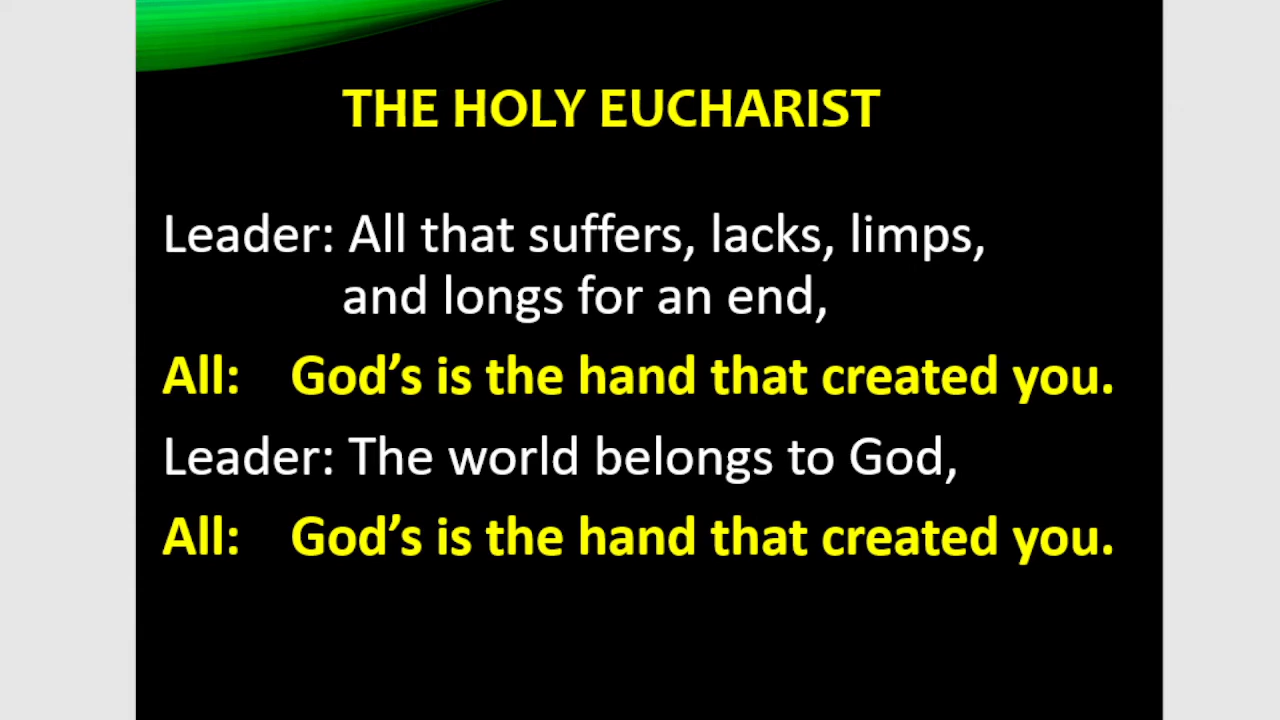 THE HOLY EUCHARIST
Leader: All that suffers, lacks, limps,
and longs for an end,
All: God’s is the hand that created you.
Leader: The world belongs to God,
All: God’s is the hand that created you.